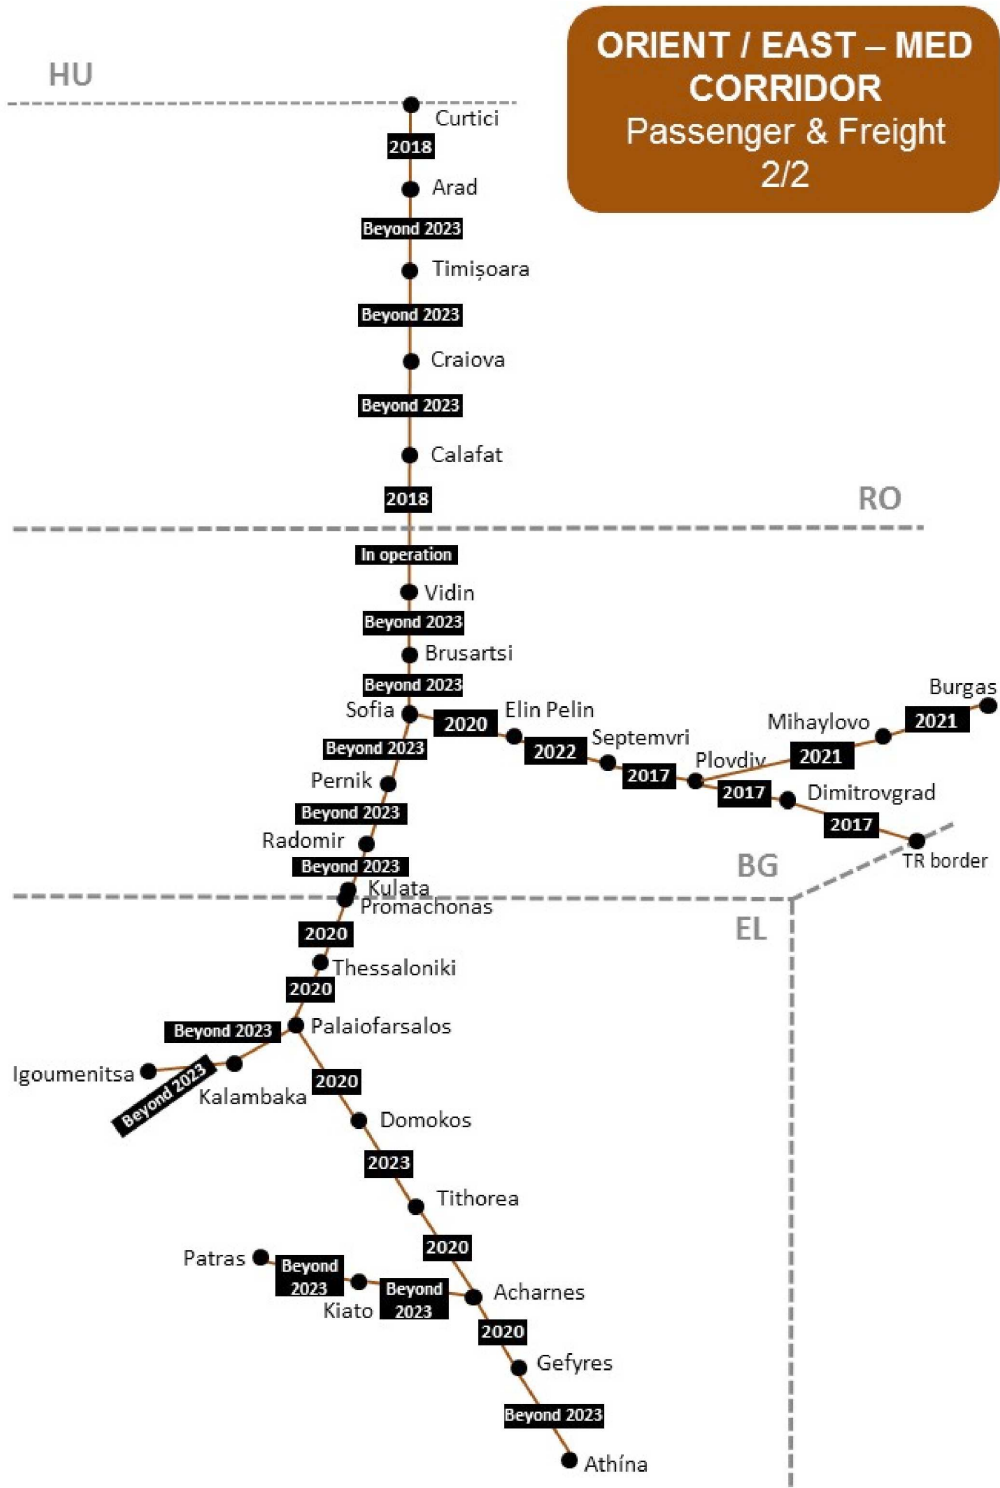 ORIENT / EAST – MED
CORRIDOR
Passenger & Freight
2/2
HU
Curtici
2018
Arad
Beyond 2023
Timișoara
Beyond 2023
Craiova
Beyond 2023
Calafat
2018
RO
In operation
Vidin
Beyond 2023
Brusartsi
Beyond 2023
Sofia
2020
Elin Pelin
2022
Septemvri
2017
Plovdiv
2021
Mihaylovo
2021
Burgas
2017
Dimitrovgrad
2017
TR border
Beyond 2023
Pernik
Beyond 2023
Radomir
Beyond 2023
BG
Kulata
Promachonas
EL
2020
Thessaloniki
2020
Palaiofarsalos
Beyond 2023
Igoumenitsa
Beyond 2023
Kalambaka
2020
Domokos
2023
Tithorea
2020
Patras
Beyond
2023
Kiato
Beyond
2023
Acharnes
2020
Gefyres
Beyond 2023
Athína